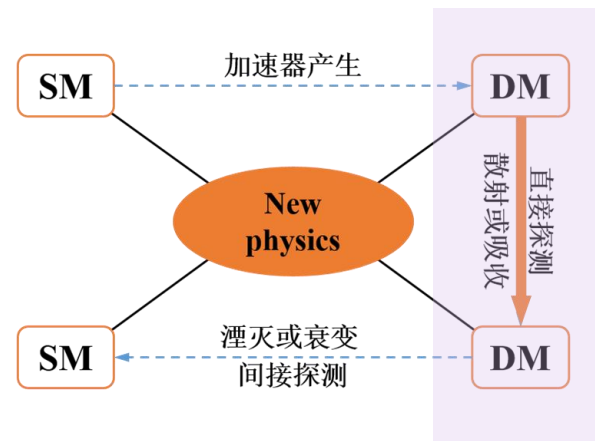 SM
加速器产生
DM
New
physics
直接探测
散射或吸收
SM
湮灭或衰变
间接探测
DM